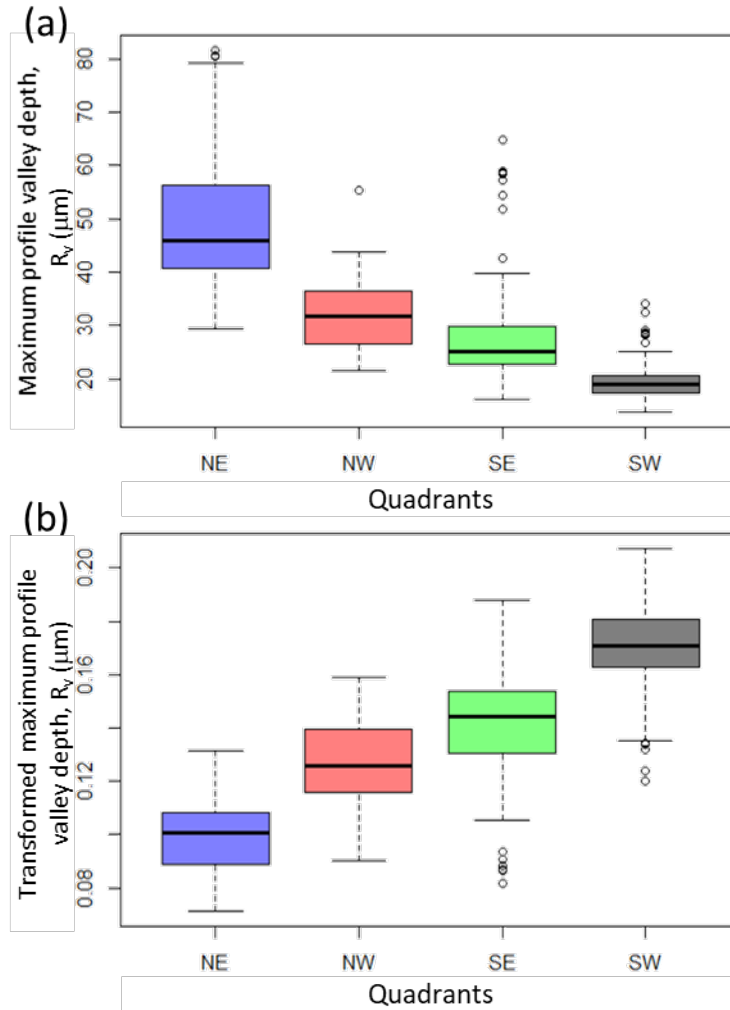 (a)
Maximum profile valley depth,
Rᵥ (μm)
80
70
60
50
40
30
20
NE NW SE SW
Quadrants
(b)
Transformed maximum profile
valley depth, Rᵥ (μm)
0.20
0.16
0.12
0.08
NE NW SE SW
Quadrants